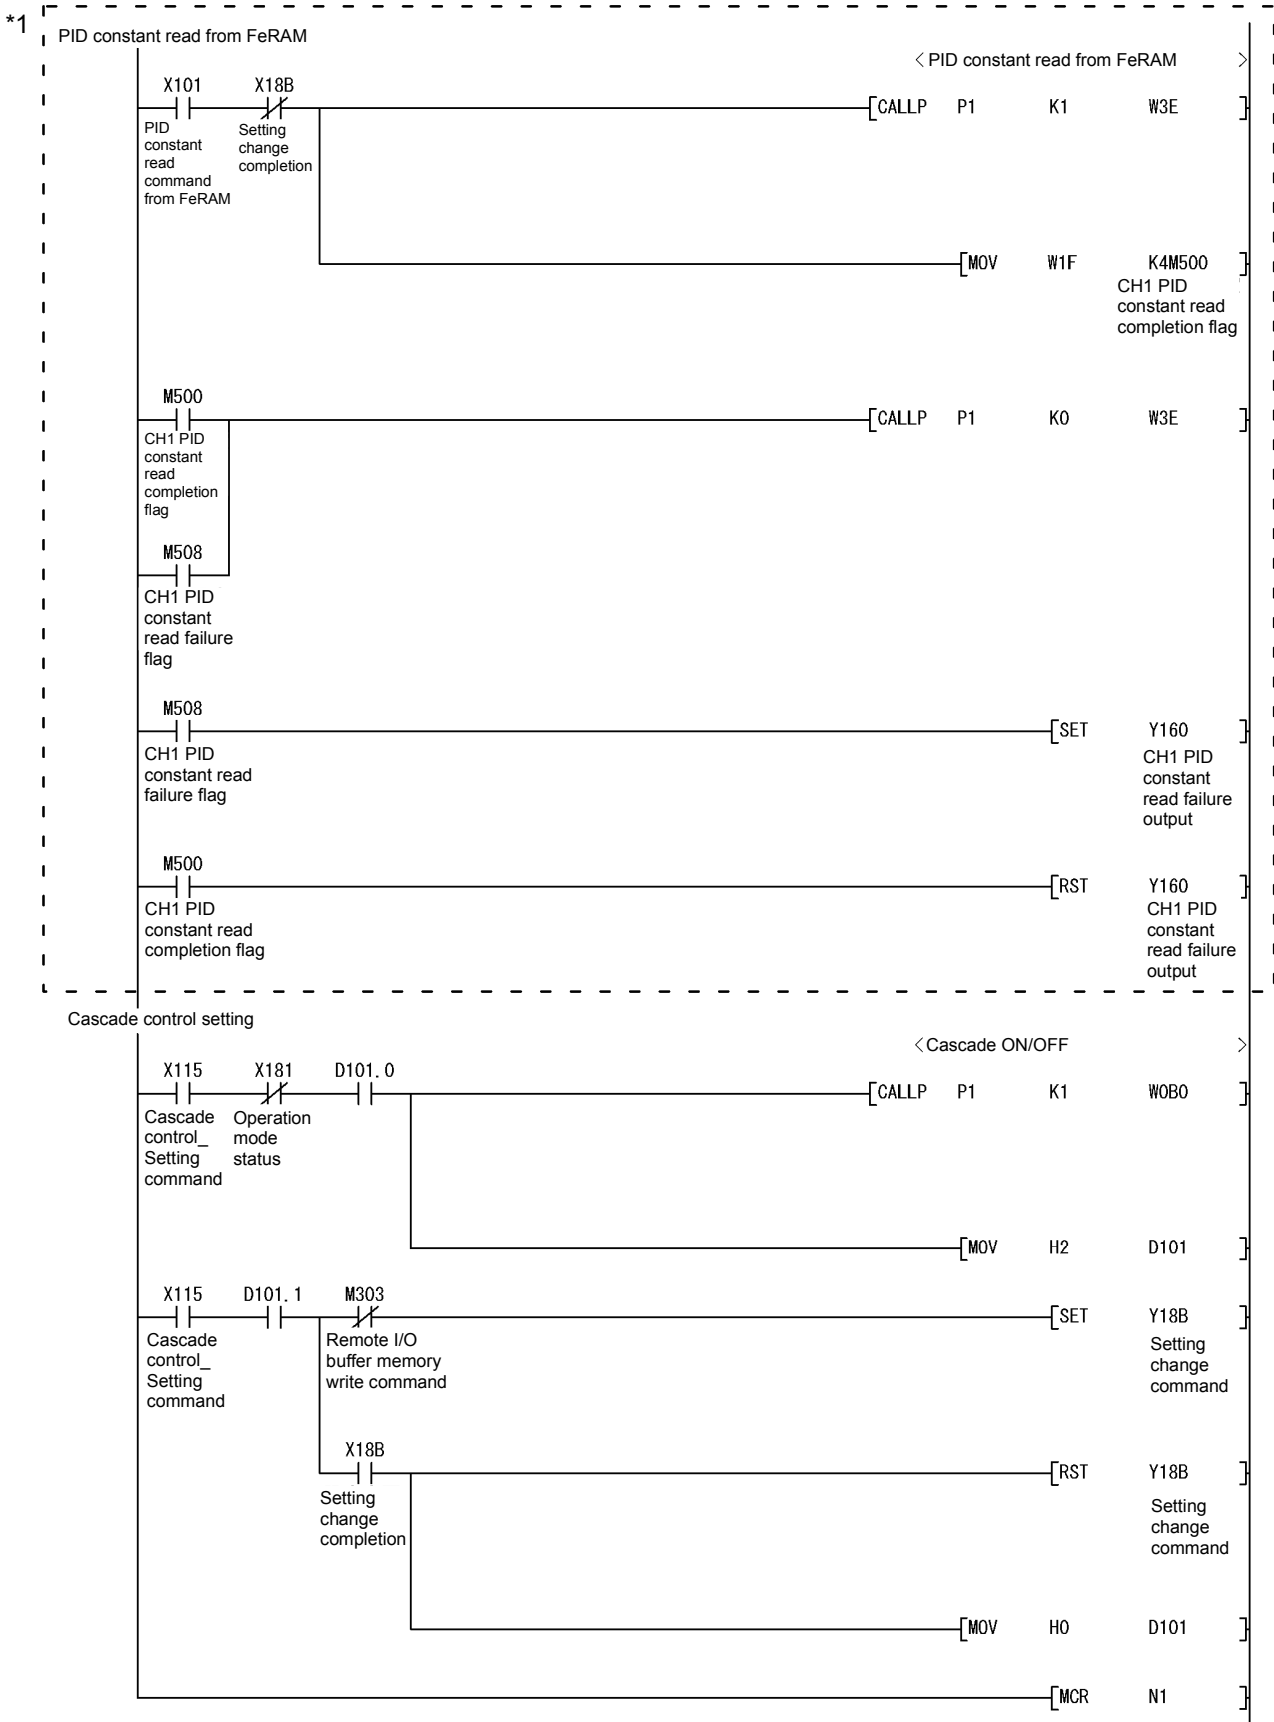 *1
PID constant read from FeRAM
<PID constant read from FeRAM >
X101 X18B
[CALLP P1 K1 W3E ]
PID
constant
read
command
from FeRAM
Setting
change
completion
[MOV W1F K4M500 ]
CH1 PID
constant read
completion flag
M500
[CALLP P1 K0 W3E ]
CH1 PID
constant
read
completion
flag
M508
CH1 PID
constant
read failure
flag
M508
[SET Y160 ]
CH1 PID
constant read
failure flag
CH1 PID
constant
read failure
output
M500
[RST Y160 ]
CH1 PID
constant read
completion flag
CH1 PID
constant
read failure
output
Cascade control setting
<Cascade ON/OFF >
X115 X181 D101.0
[CALLP P1 K1 W0B0 ]
Cascade
control_
Setting
command
Operation
mode
status
[MOV H2 D101 ]
X115 D101.1 M303
[SET Y18B ]
Cascade
control_
Setting
command
Remote I/O
buffer memory
write command
Setting
change
command
X18B
[RST Y18B ]
Setting
change
completion
Setting
change
command
[MOV H0 D101 ]
[MCR N1 ]